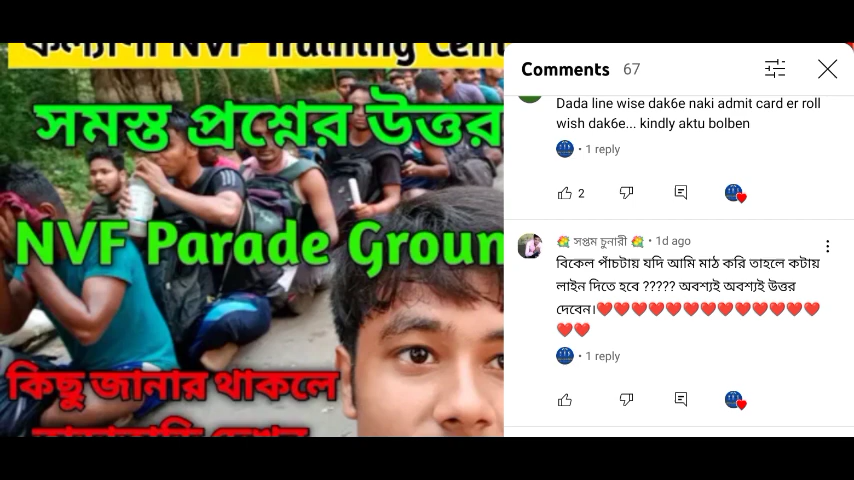 কল্যাণী NVF Training Cent
সমস্ত প্রশ্নের উত্তর
NVF Parade Groun
কিছু জানার থাকলে
Comments 67
Dada line wise dak6e naki admit card er roll
wish dak6e... kindly aktu bolben
• 1 reply
2
💐 সপ্তম চুনারী 💐 • 1d ago
বিকেল পাঁচটায় যদি আমি মাঠ করি তাহলে কটায়
লাইন দিতে হবে ????? অবশ্যই অবশ্যই উত্তর
দেবেন।❤️❤️❤️❤️❤️❤️❤️❤️❤️❤️❤️❤️❤️
❤️❤️
• 1 reply